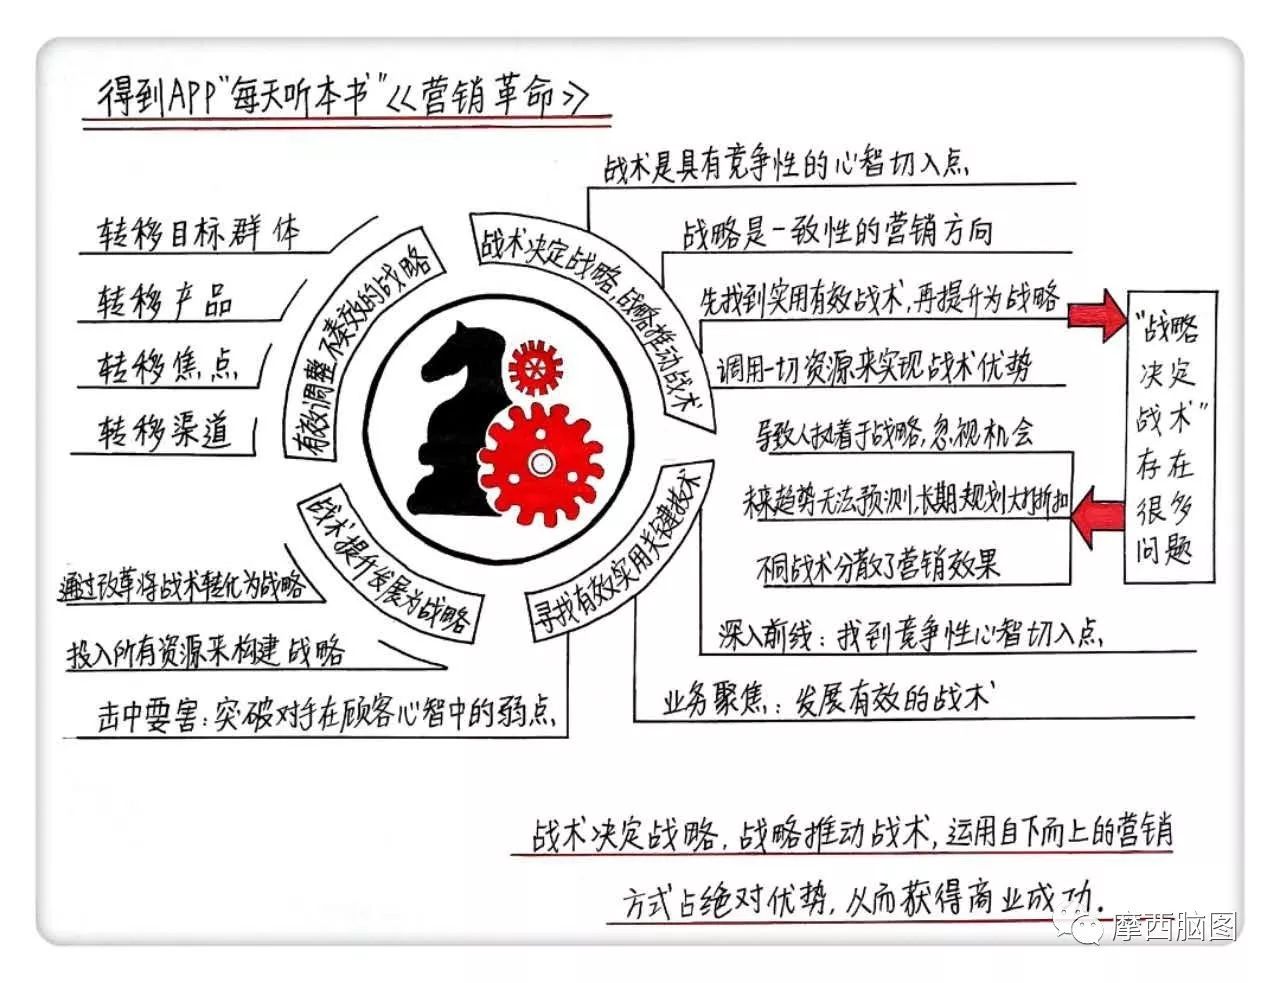 得到APP"每天听本书"《营销革命》
战术决定战略,战略推动战术
战术是具有竞争性的心智切入点
战略是一致性的营销方向
先找到实用有效战术,再提升为战略
调用一切资源来实现战术优势
"战略
决定
战术"
存在
很多
问题
导致人执着于战略,忽视机会
未来趋势无法预测,长期规划大打折扣
不同战术分散了营销效果
寻找有效实用关键技术
深入前线:找到竞争性心智切入点
业务聚焦:发展有效的战术
击中要害:突破对手在顾客心智中的弱点
战术提升发展为战略
通过改革将战术转化为战略
投入所有资源来构建战略
有效调整不奏效的战略
转移目标群体
转移产品
转移焦点
转移渠道
战术决定战略,战略推动战术,运用自下而上的营销
方式占绝对优势,从而获得商业成功.
摩西脑图